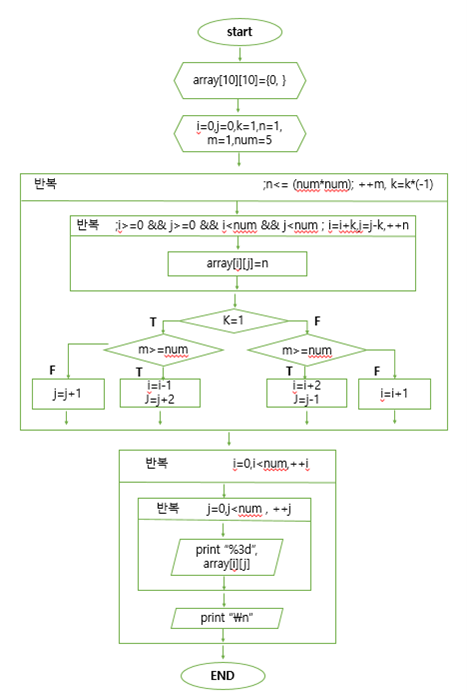 start
array[10][10]={0, }
i=0,j=0,k=1,n=1,
m=1,num=5
반복 ;n<= (num*num); ++m, k=k*(-1)
반복 ;i>=0 && j>=0 && i<num && j<num ; i=i+k,j=j-k,++n
array[i][j]=n
T K=1 F
m>=num m>=num
F T T F
j=j+1
i=i-1
J=j+2
i=i+2
J=j-1
i=i+1
반복 i=0,i<num,++i
반복 j=0,j<num , ++j
print "%3d",
array[i][j]
print "₩n"
END